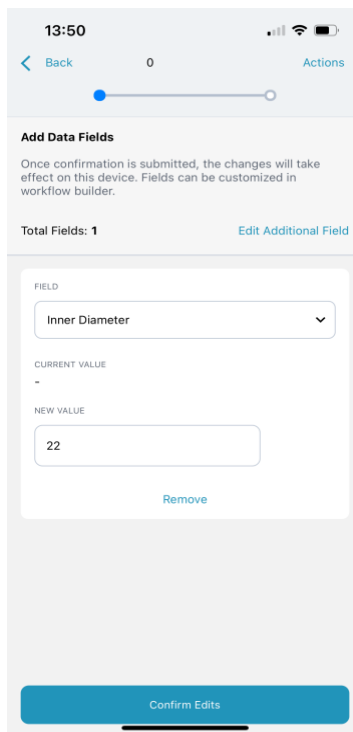 13:50
Back 0 Actions
Add Data Fields
Once confirmation is submitted, the changes will take
effect on this device. Fields can be customized in
workflow builder.
Total Fields: 1 Edit Additional Field
FIELD
Inner Diameter
CURRENT VALUE
-
NEW VALUE
22
Remove
Confirm Edits